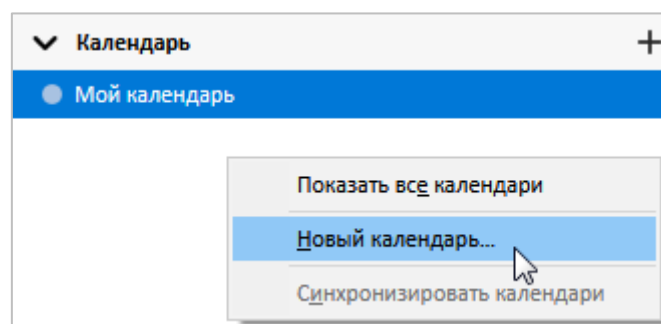 Календарь
Мой календарь
Показать все календари
Новый календарь...
Синхронизировать календари